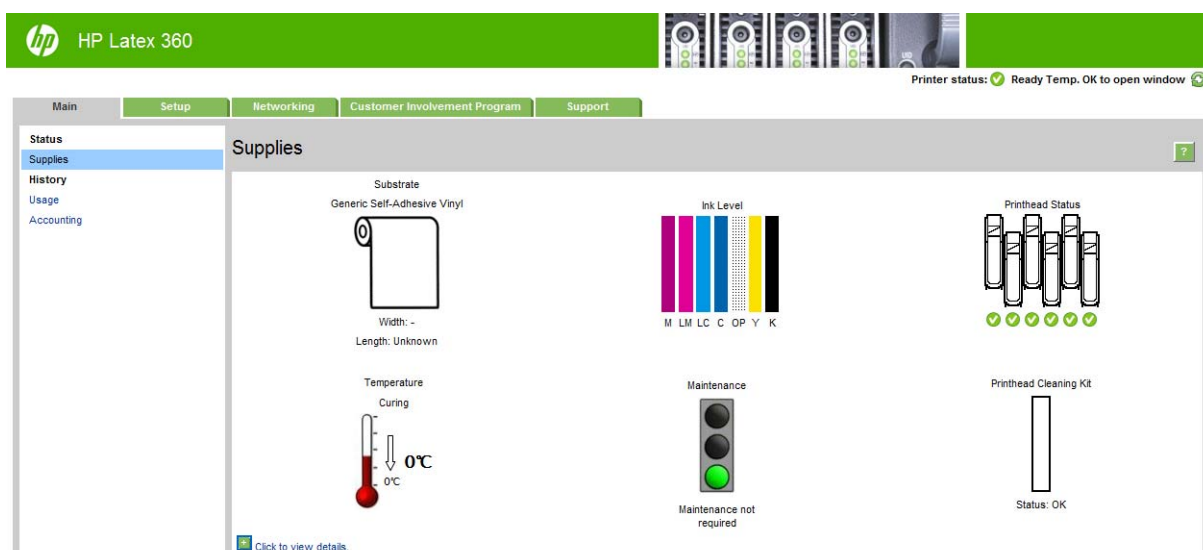 hp
HP Latex 360
USB
Printer status: Ready Temp. OK to open window
Main Setup Networking Customer Involvement Program Support
Status
Supplies
History
Usage
Accounting
Supplies
?
Substrate
Generic Self-Adhesive Vinyl
Width: -
Length: Unknown
Ink Level
M LM LC C OP Y K
Printhead Status
Temperature
Curing
0°C
0°C
Maintenance
Maintenance not
required
Printhead Cleaning Kit
Status: OK
Click to view details